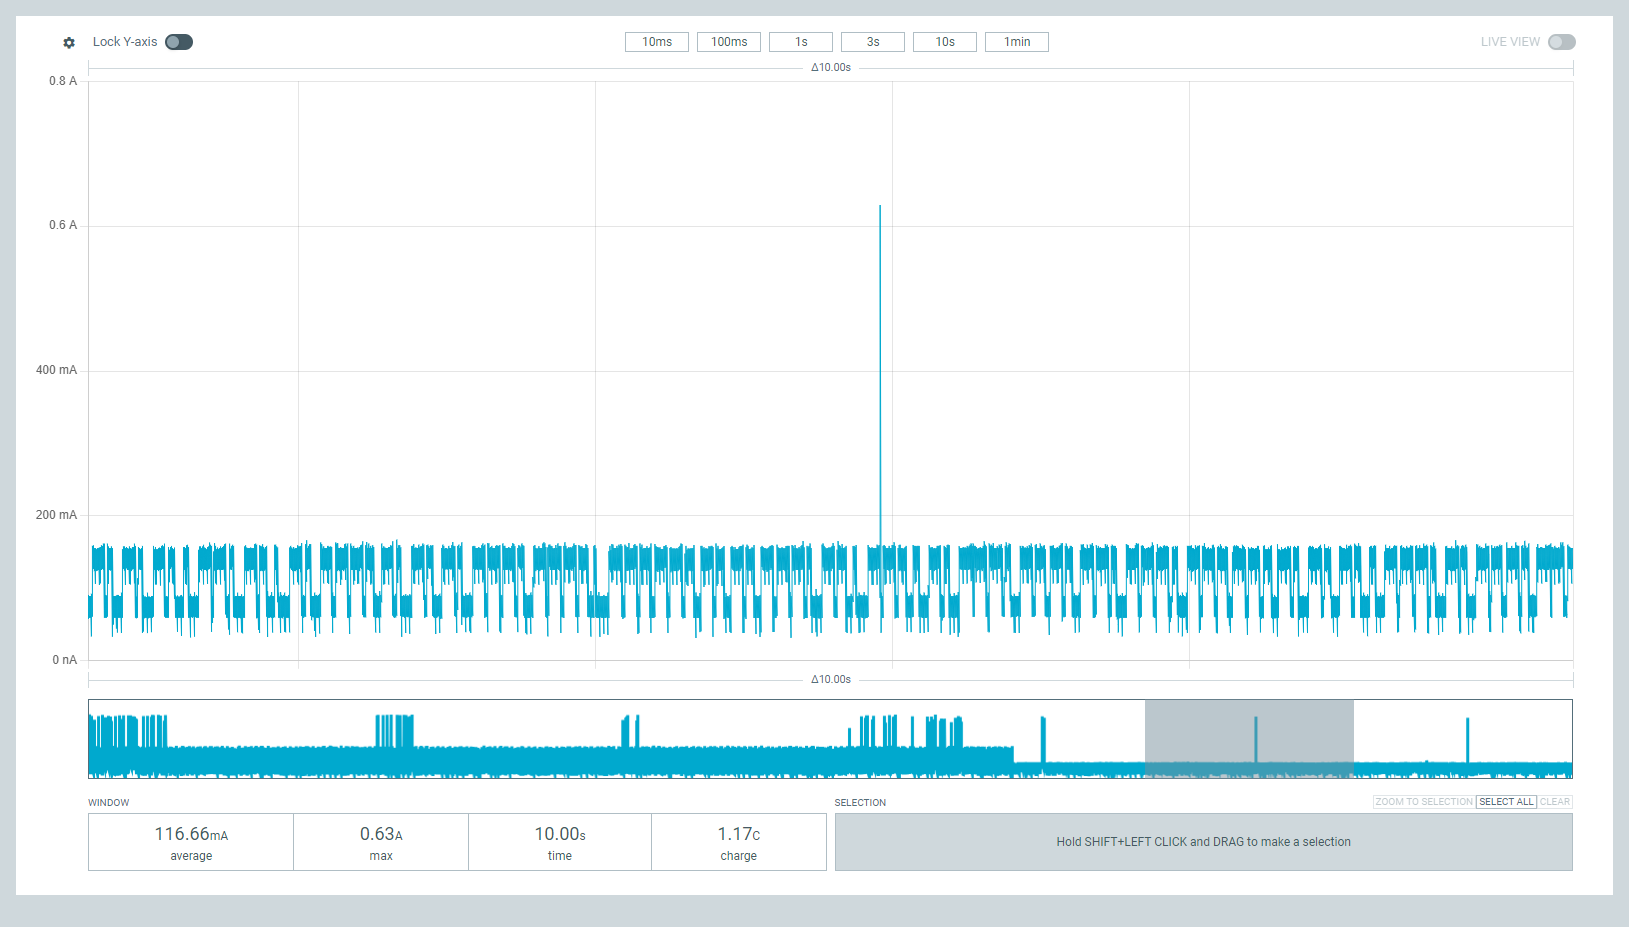 Lock Y-axis 10ms 100ms 1s 3s 10s 1min LIVE VIEW
Δ10.00s
0.8 A
0.6 A
400 mA
200 mA
0 nA
Δ10.00s
WINDOW SELECTION ZOOM TO SELECTION SELECT ALL CLEAR
116.66mA 0.63A 10.00s 1.17C
average max time charge
Hold SHIFT+LEFT CLICK and DRAG to make a selection